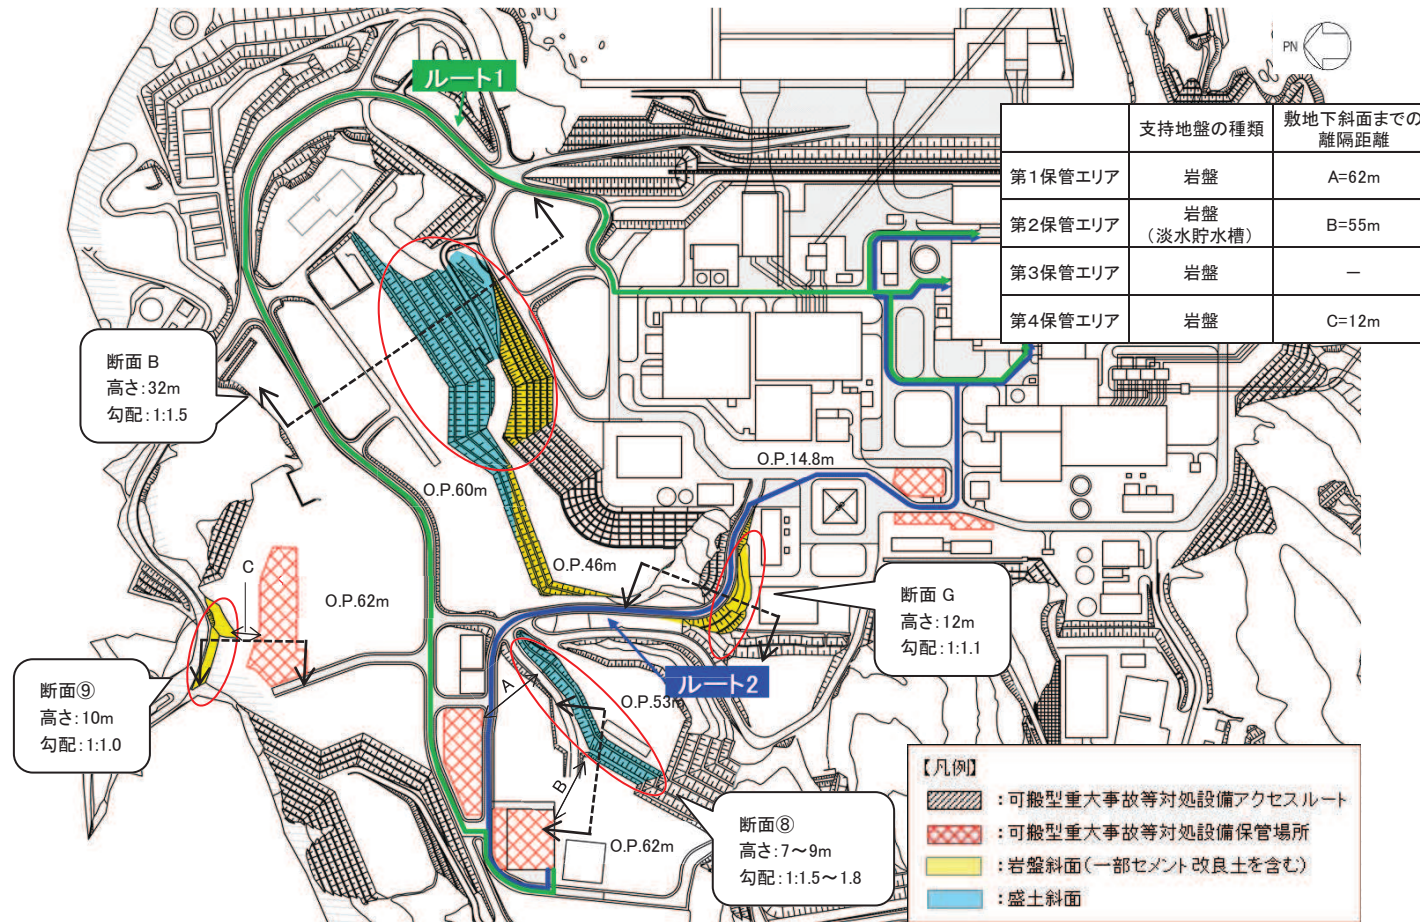 ルート1
PN
支持地盤の種類
敷地下斜面までの
離隔距離
第1保管エリア
岩盤
A=62m
第2保管エリア
岩盤
(淡水貯水槽)
B=55m
第3保管エリア
岩盤
－
第4保管エリア
岩盤
C=12m
断面 B
高さ:32m
勾配:1:1.5
O.P.14.8m
O.P.60m
O.P.46m
C
O.P.62m
断面 G
高さ:12m
勾配:1:1.1
断面⑨
高さ:10m
勾配:1:1.0
ルート2
A
O.P.53m
B
O.P.62m
断面⑧
高さ:7～9m
勾配:1:1.5～1.8
【凡例】
:可搬型重大事故等対処設備アクセスルート
:可搬型重大事故等対処設備保管場所
:岩盤斜面(一部セメント改良土を含む)
:盛土斜面